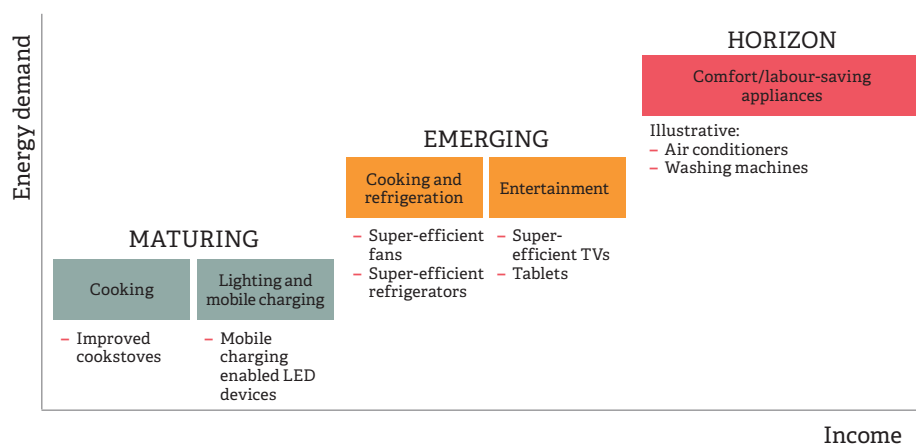 Energy demand
HORIZON
Comfort/labour-saving
appliances
Illustrative:
– Air conditioners
– Washing machines
EMERGING
Cooking and
refrigeration
– Super-efficient
fans
– Super-efficient
refrigerators
Entertainment
– Super-
efficient TVs
– Tablets
MATURING
Cooking
– Improved
cookstoves
Lighting and
mobile charging
– Mobile
charging
enabled LED
devices
Income